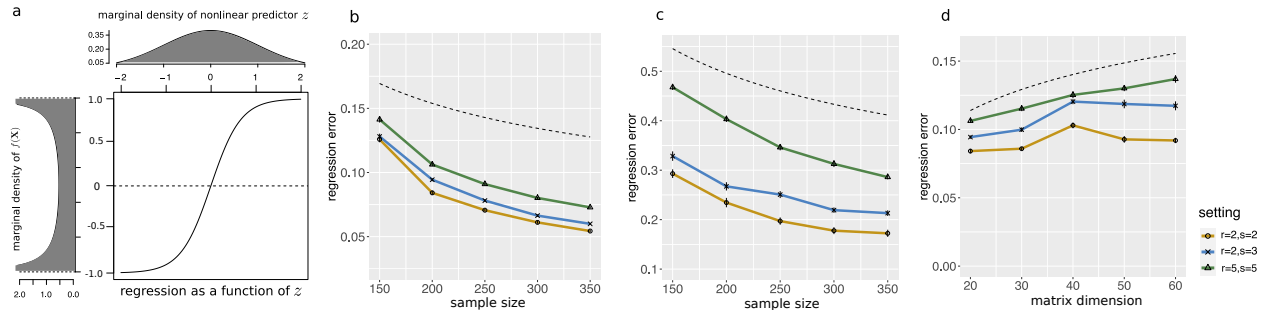 a
marginal density of nonlinear predictor z
0.35
0.20
0.05
−2
−1
0
1
2
marginal density of f(X)
2.0
1.0
0.0
1.0
0.5
0
-0.5
-1.0
regression as a function of z
b
regression error
0.20
0.15
0.10
0.05
150
200
250
300
350
sample size
c
regression error
0.5
0.4
0.3
0.2
0.1
150
200
250
300
350
sample size
d
regression error
0.15
0.10
0.05
0.00
20
30
40
50
60
matrix dimension
setting
r=2,s=2
r=2,s=3
r=5,s=5